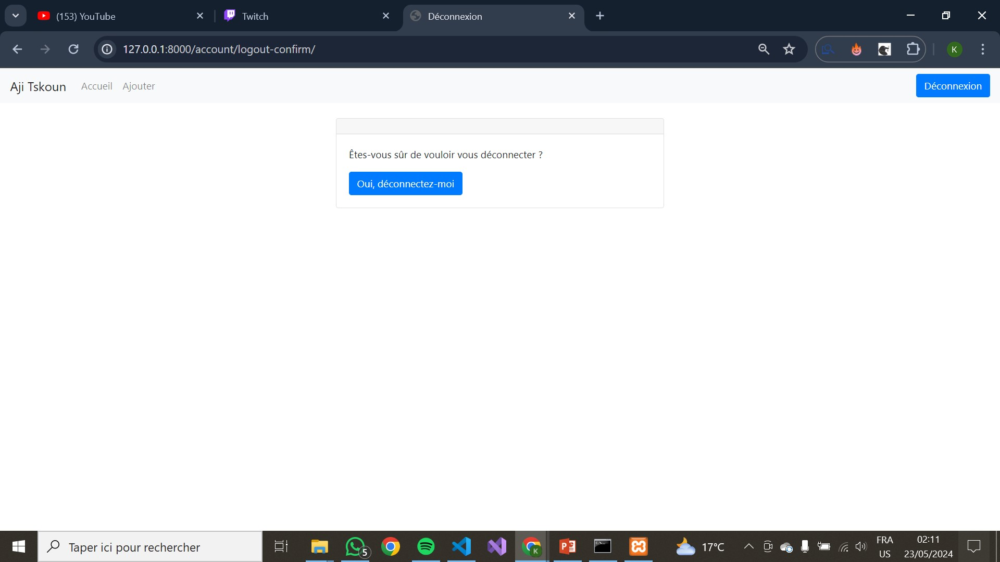 (153) YouTube
Twitch
Déconnexion
127.0.0.1:8000/account/logout-confirm/
K
Aji Tskoun
Accueil
Ajouter
Déconnexion
Êtes-vous sûr de vouloir vous déconnecter ?
Oui, déconnectez-moi
Taper ici pour rechercher
5
K
17°C
FRA
US
02:11
23/05/2024